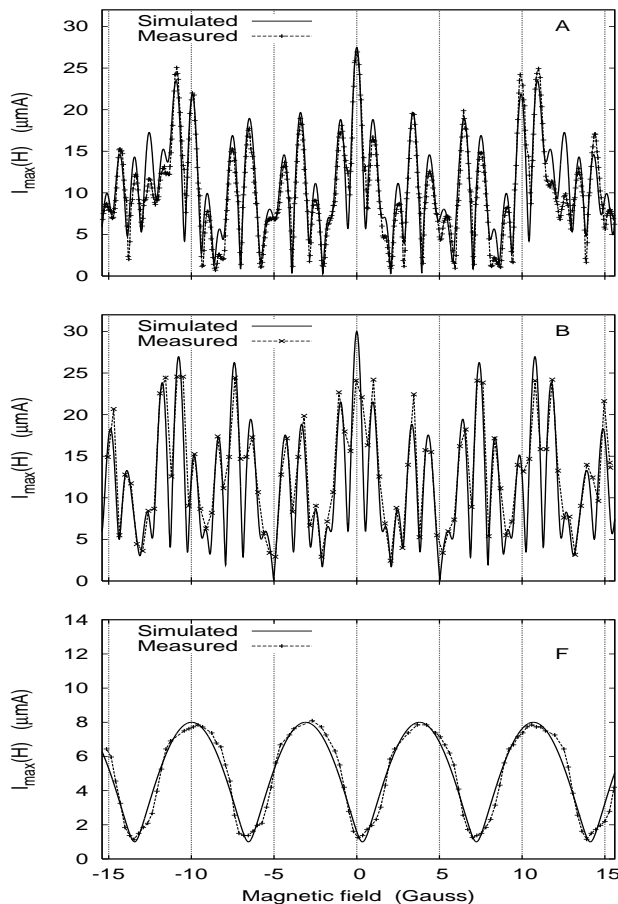 Simulated
Measured
A
30
25
20
15
10
5
0
I_max(H) (μmA)
Simulated
Measured
B
30
25
20
15
10
5
0
I_max(H) (μmA)
Simulated
Measured
F
14
12
10
8
6
4
2
0
I_max(H) (μmA)
-15 -10 -5 0 5 10 15
Magnetic field (Gauss)